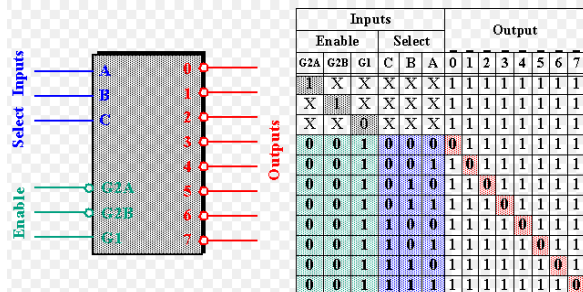 Select Inputs
Enable
A
B
C
G2A
G2B
G1
0
1
2
3
4
5
6
7
Outputs
Inputs Output
Enable Select
G2A G2B G1 C B A 0 1 2 3 4 5 6 7
1 X X X X X 1 1 1 1 1 1 1 1
X 1 X X X X 1 1 1 1 1 1 1 1
X X 0 X X X 1 1 1 1 1 1 1 1
0 0 1 0 0 0 0 1 1 1 1 1 1 1
0 0 1 0 0 1 1 0 1 1 1 1 1 1
0 0 1 0 1 0 1 1 0 1 1 1 1 1
0 0 1 0 1 1 1 1 1 0 1 1 1 1
0 0 1 1 0 0 1 1 1 1 0 1 1 1
0 0 1 1 0 1 1 1 1 1 1 0 1 1
0 0 1 1 1 0 1 1 1 1 1 1 0 1
0 0 1 1 1 1 1 1 1 1 1 1 1 0